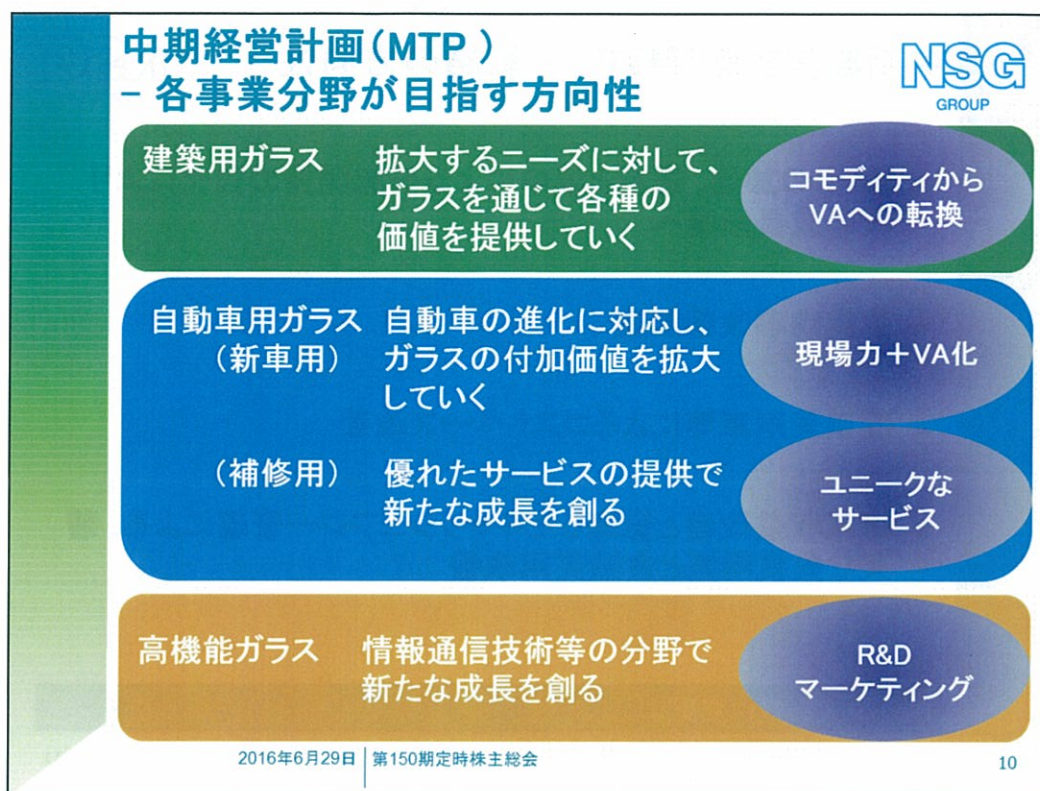 中期経営計画(MTP )
– 各事業分野が目指す方向性
NSG
GROUP
建築用ガラス
拡大するニーズに対して、
ガラスを通じて各種の
価値を提供していく
コモディティから
VAへの転換
自動車用ガラス
(新車用)
自動車の進化に対応し、
ガラスの付加価値を拡大
していく
現場力＋VA化
(補修用)
優れたサービスの提供で
新たな成長を創る
ユニークな
サービス
高機能ガラス
情報通信技術等の分野で
新たな成長を創る
R&D
マーケティング
2016年6月29日
第150期定時株主総会
10